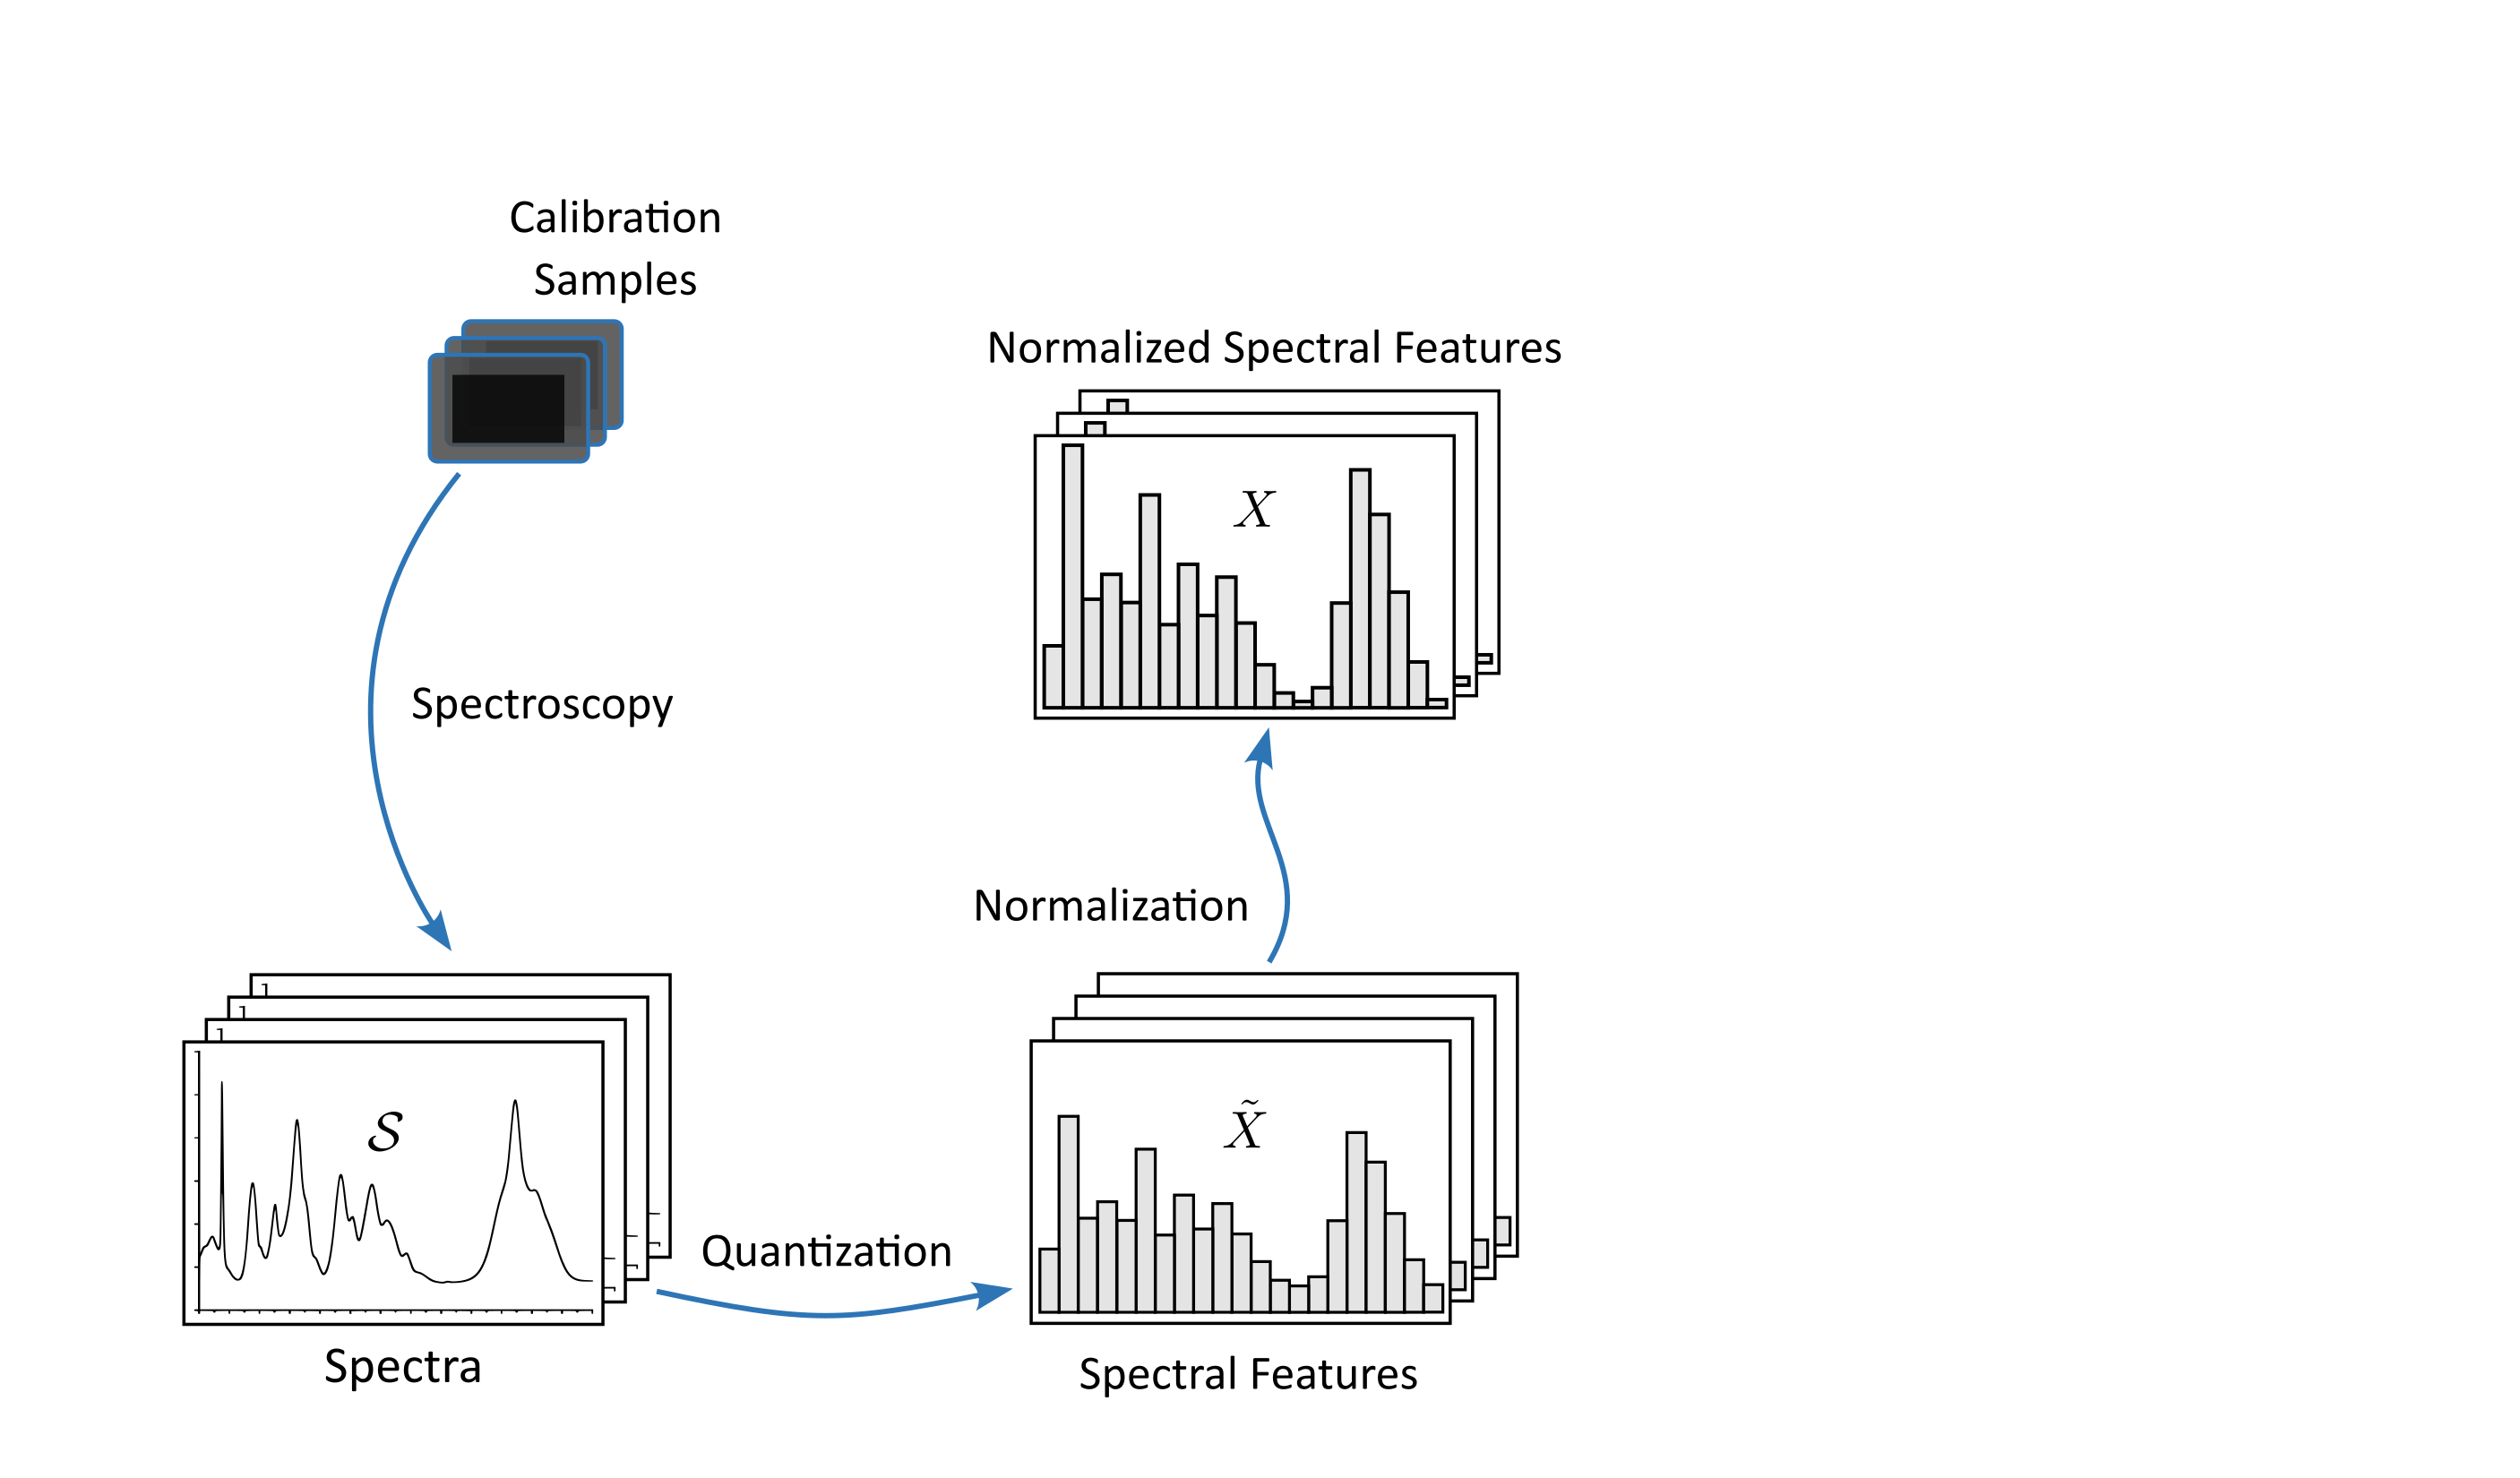 Calibration
Samples
Normalized Spectral Features
X
Spectroscopy
Normalization
S
X̃
Quantization
Spectra
Spectral Features